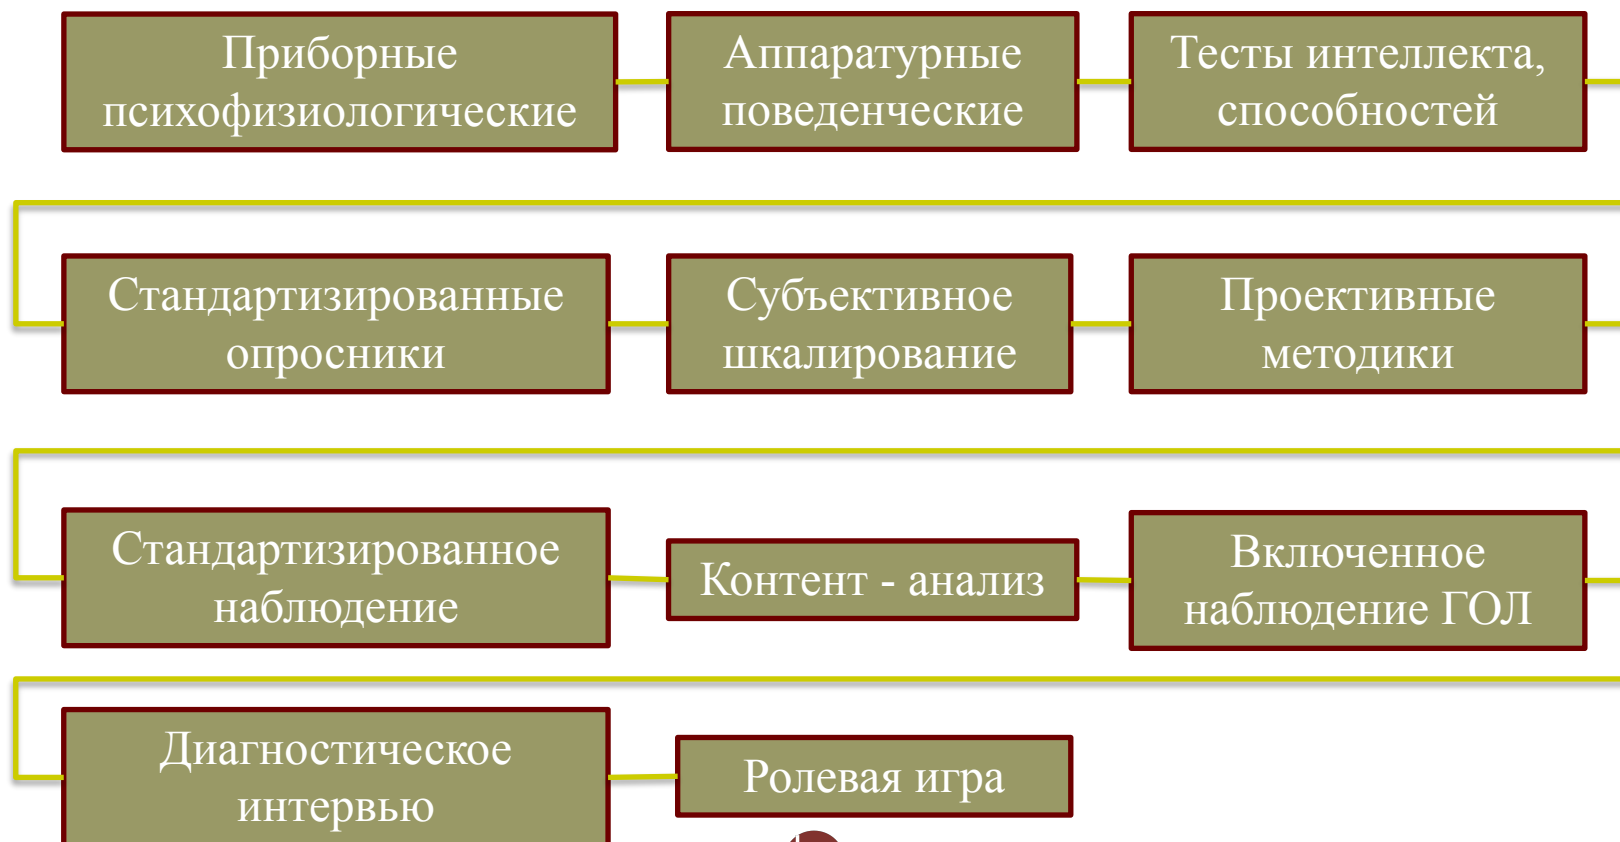 Приборные
психофизиологические
Аппаратурные
поведенческие
Тесты интеллекта,
способностей
Стандартизированные
опросники
Субъективное
шкалирование
Проективные
методики
Стандартизированное
наблюдение
Контент - анализ
Включенное
наблюдение ГОЛ
Диагностическое
интервью
Ролевая игра